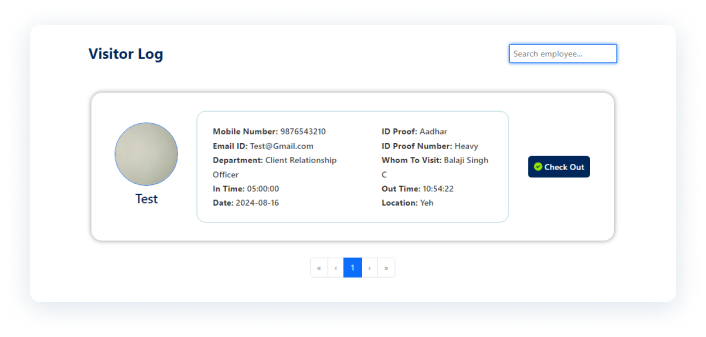 Visitor Log
Search employee...
Test
Mobile Number: 9876543210
Email ID: Test@Gmail.com
Department: Client Relationship
Officer
In Time: 05:00:00
Date: 2024-08-16
ID Proof: Aadhar
ID Proof Number: Heavy
Whom To Visit: Balaji Singh
C
Out Time: 10:54:22
Location: Yeh
Check Out
« ‹ 1 › »